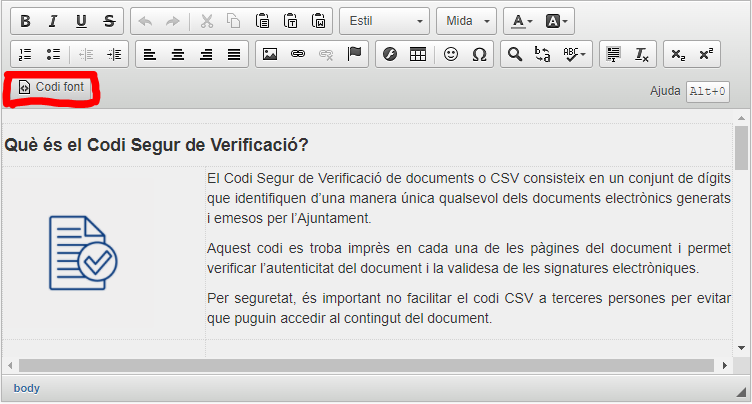 B I U S Estil Mida A A
ABC Ω x₂ x²
Codi font Ajuda Alt+0
Què és el Codi Segur de Verificació?
El Codi Segur de Verificació de documents o CSV consisteix en un conjunt de dígits
que identifiquen d’una manera única qualsevol dels documents electrònics generats
i emesos per l’Ajuntament.
Aquest codi es troba imprès en cada una de les pàgines del document i permet
verificar l’autenticitat del document i la validesa de les signatures electròniques.
Per seguretat, és important no facilitar el codi CSV a terceres persones per evitar
que puguin accedir al contingut del document.
body